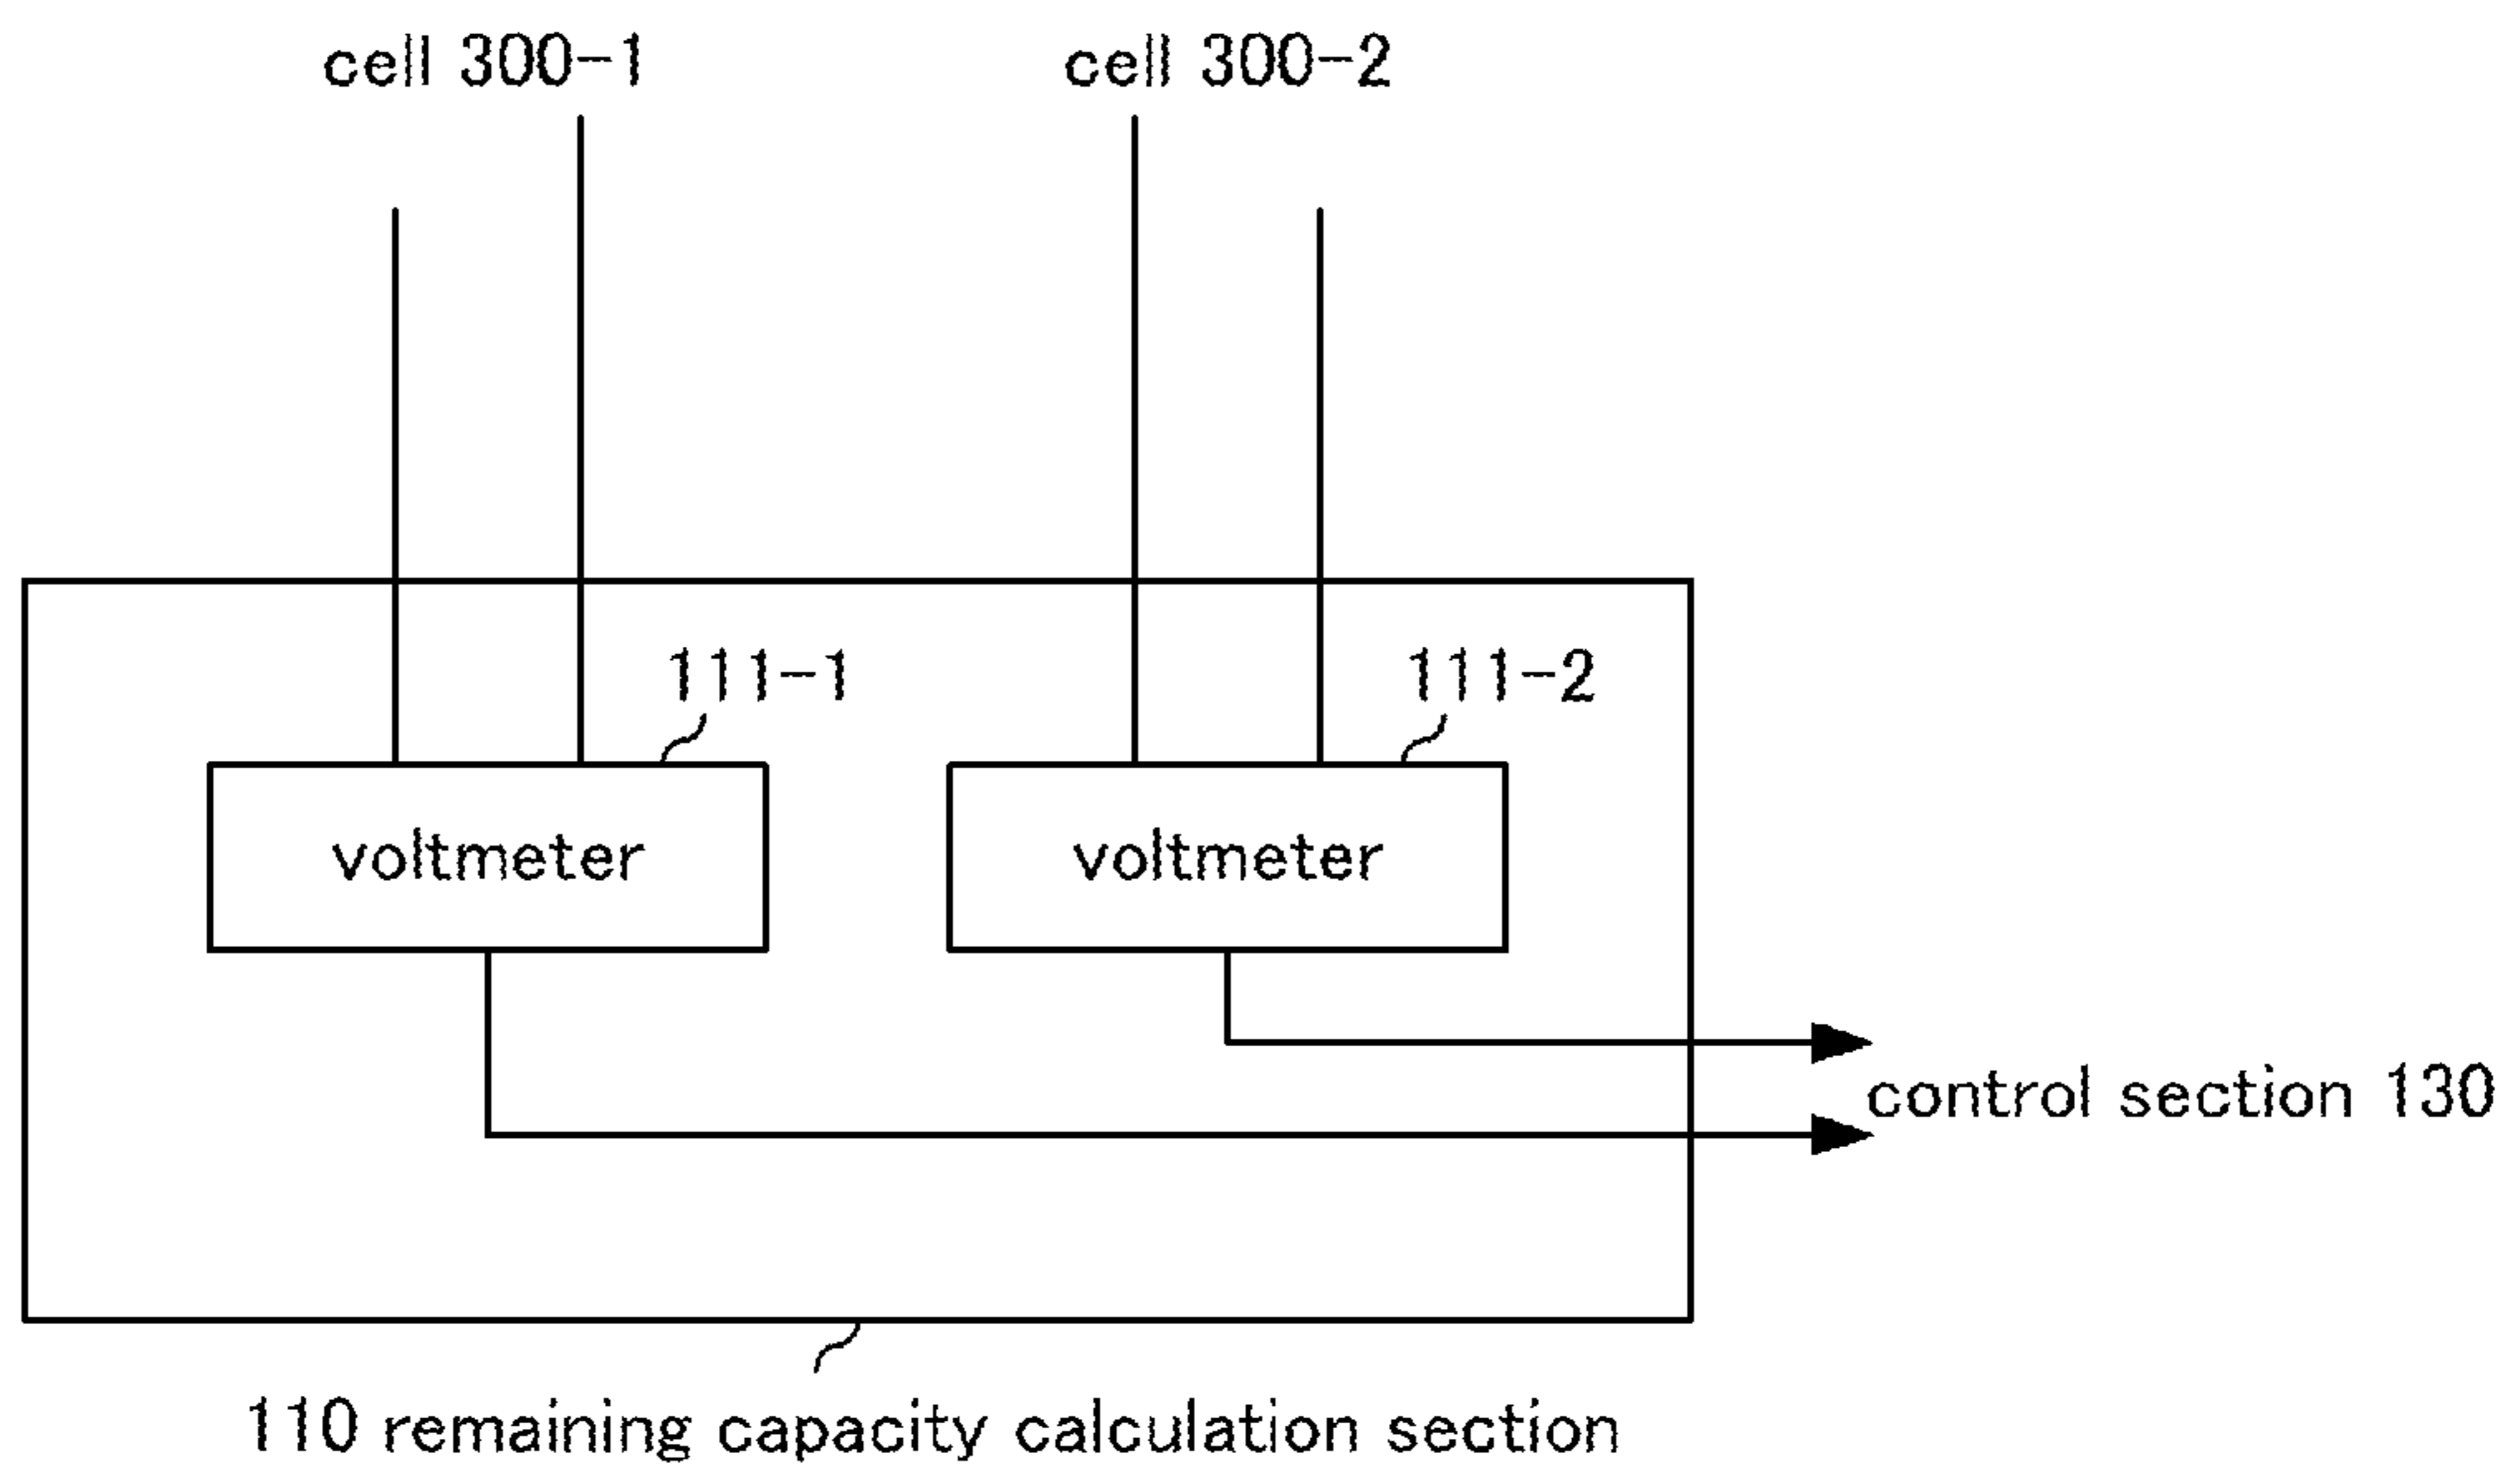 cell 300-1
cell 300-2
111-1
111-2
voltmeter
voltmeter
control section 130
110 remaining capacity calculation section